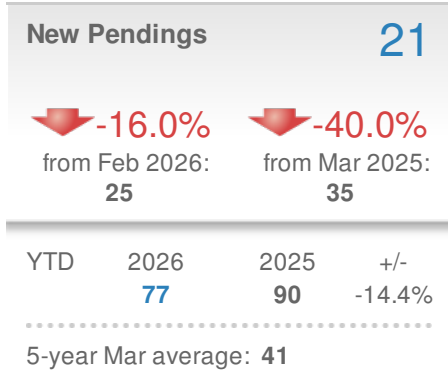 New Pendings 21
-16.0% -40.0%
from Feb 2026: from Mar 2025:
25 35
YTD 2026 2025 +/-
77 90 -14.4%
5-year Mar average: 41